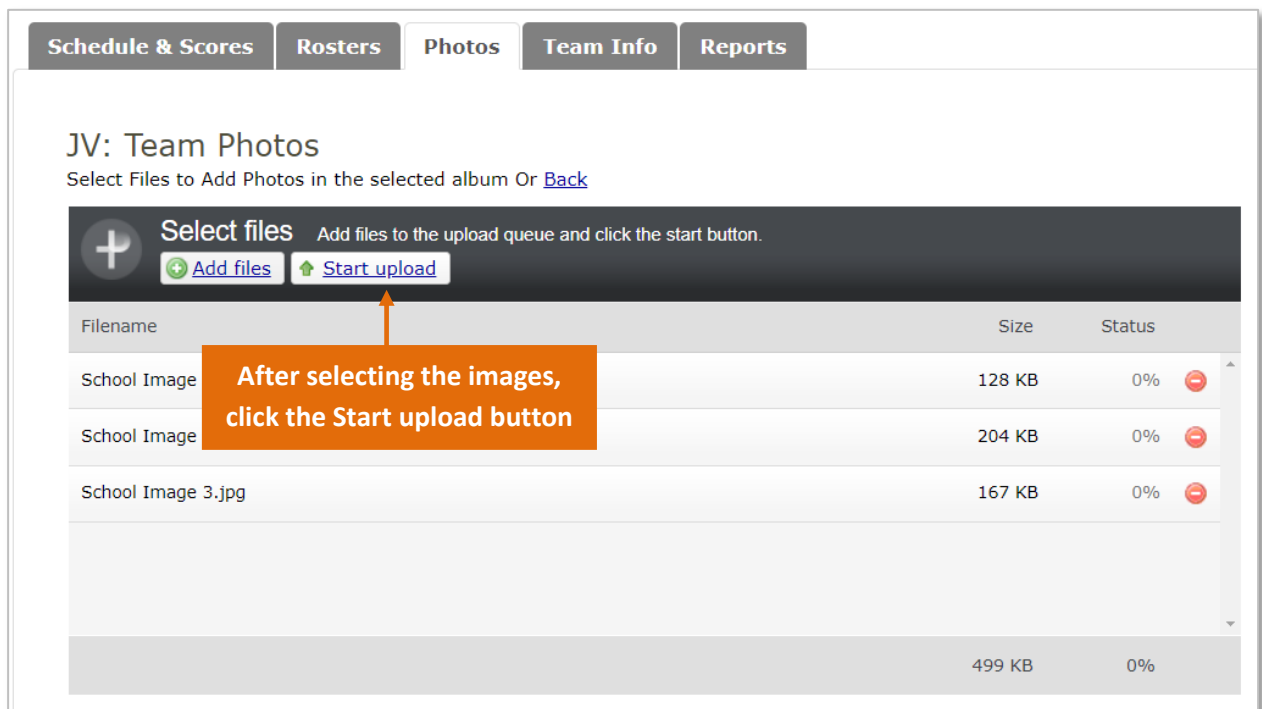 Schedule & Scores Rosters Photos Team Info Reports
JV: Team Photos
Select Files to Add Photos in the selected album Or Back
Select files Add files to the upload queue and click the start button.
Add files Start upload
Filename Size Status
After selecting the images,
click the Start upload button
School Image 128 KB 0%
School Image 204 KB 0%
School Image 3.jpg 167 KB 0%
499 KB 0%